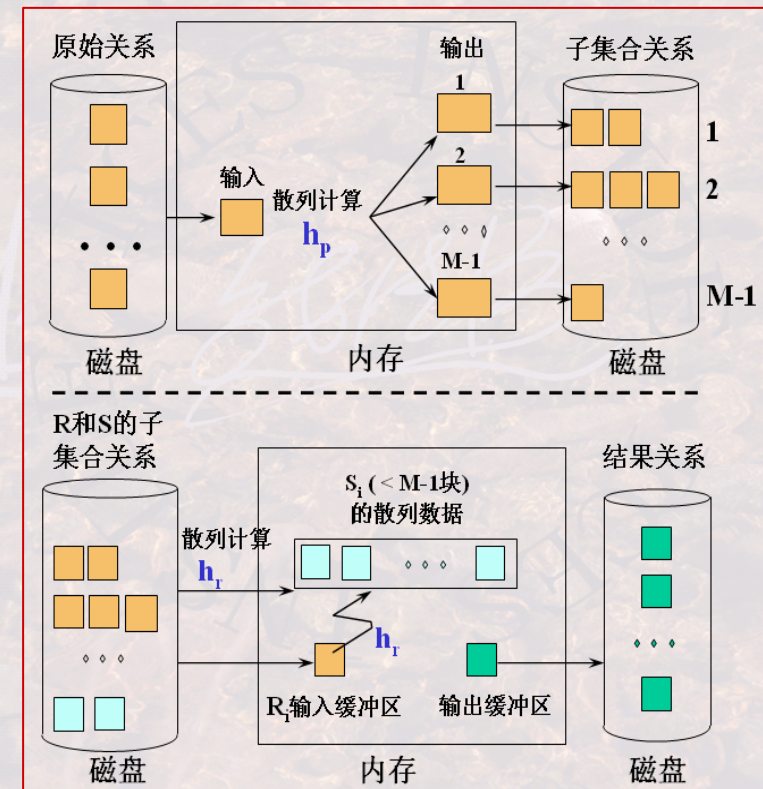 原始关系
输出
子集合关系
1
输入
散列计算
hp
2
M-1
1
2
M-1
磁盘
内存
磁盘
R和S的子
集合关系
散列计算
hr
Si ( < M-1块)
的散列数据
hr
Ri输入缓冲区
输出缓冲区
结果关系
磁盘
内存
磁盘